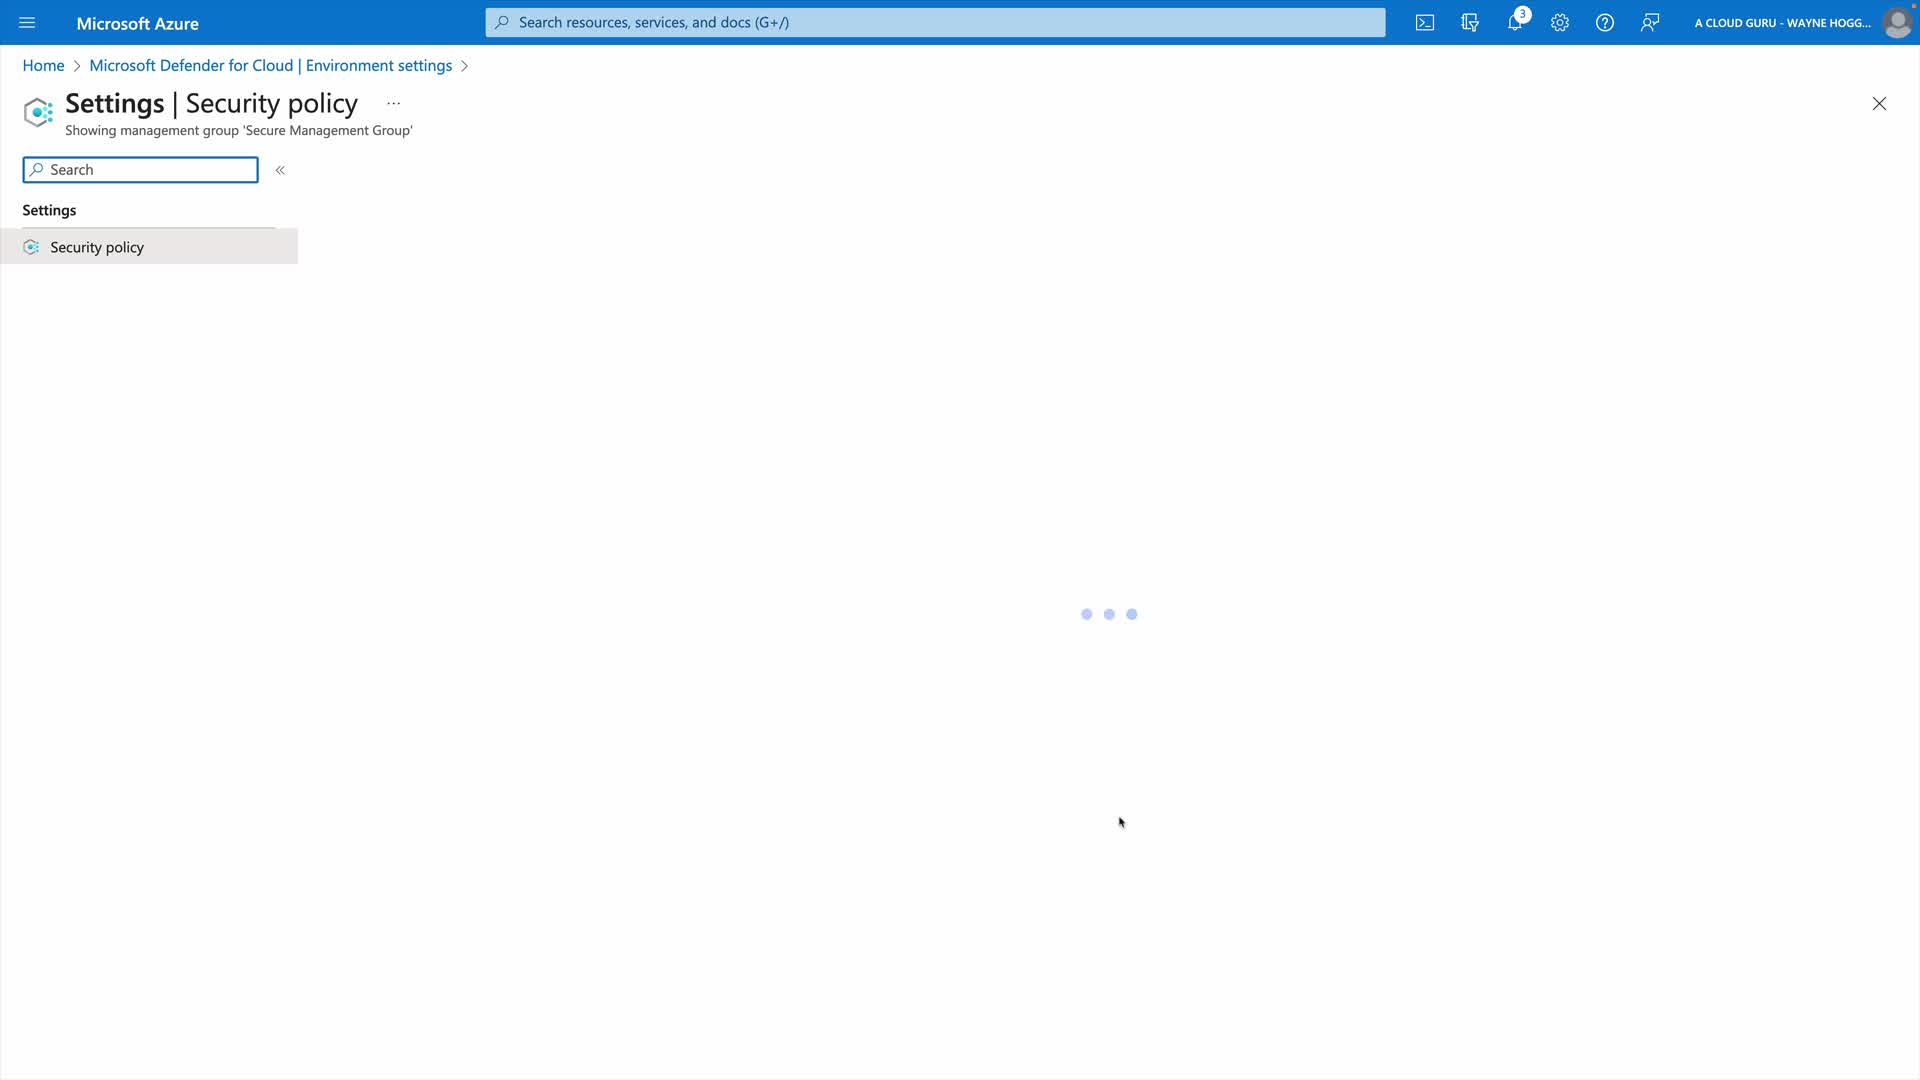 Microsoft Azure
Search resources, services, and docs (G+/)
3
A CLOUD GURU - WAYNE HOGG...
Home > Microsoft Defender for Cloud | Environment settings >
Settings | Security policy ...
Showing management group 'Secure Management Group'
Search
Settings
Security policy